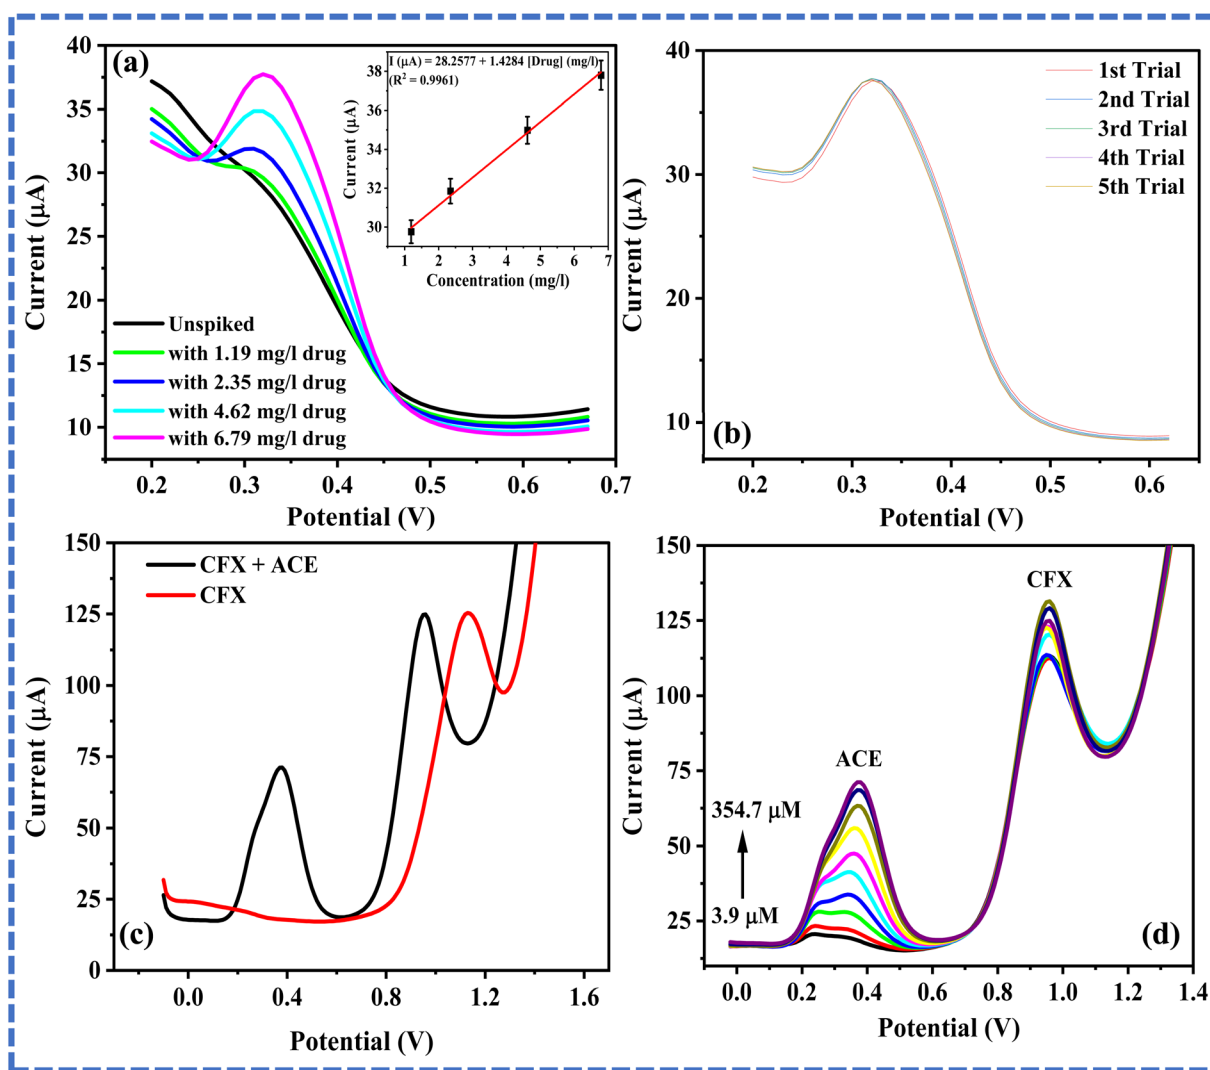 (a)
I (μA) = 28.2577 + 1.4284 [Drug] (mg/l)
(R² = 0.9961)
38
36
34
32
30
1 2 3 4 5 6 7
Current (μA)
Concentration (mg/l)
40
35
30
25
20
15
10
Current (μA)
Unspiked
with 1.19 mg/l drug
with 2.35 mg/l drug
with 4.62 mg/l drug
with 6.79 mg/l drug
0.2 0.3 0.4 0.5 0.6 0.7
Potential (V)
40
30
20
10
Current (μA)
1st Trial
2nd Trial
3rd Trial
4th Trial
5th Trial
(b)
0.2 0.3 0.4 0.5 0.6
Potential (V)
150
125
100
75
50
25
0
Current (μA)
CFX + ACE
CFX
(c)
0.0 0.4 0.8 1.2 1.6
Potential (V)
150
125
100
75
50
25
Current (μA)
CFX
ACE
354.7 μM
3.9 μM
(d)
0.0 0.2 0.4 0.6 0.8 1.0 1.2 1.4
Potential (V)